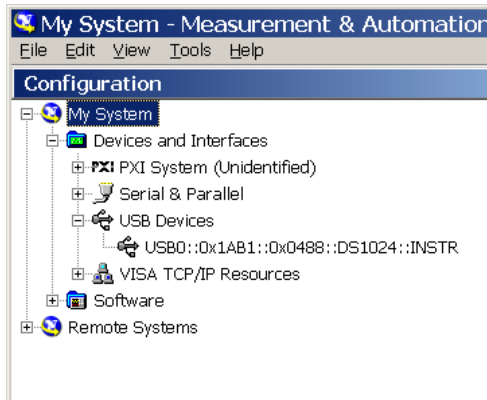 My System - Measurement & Automation
File Edit View Tools Help
Configuration
My System
Devices and Interfaces
PXI PXI System (Unidentified)
Serial & Parallel
USB Devices
USB0::0x1AB1::0x0488::DS1024::INSTR
VISA TCP/IP Resources
Software
Remote Systems